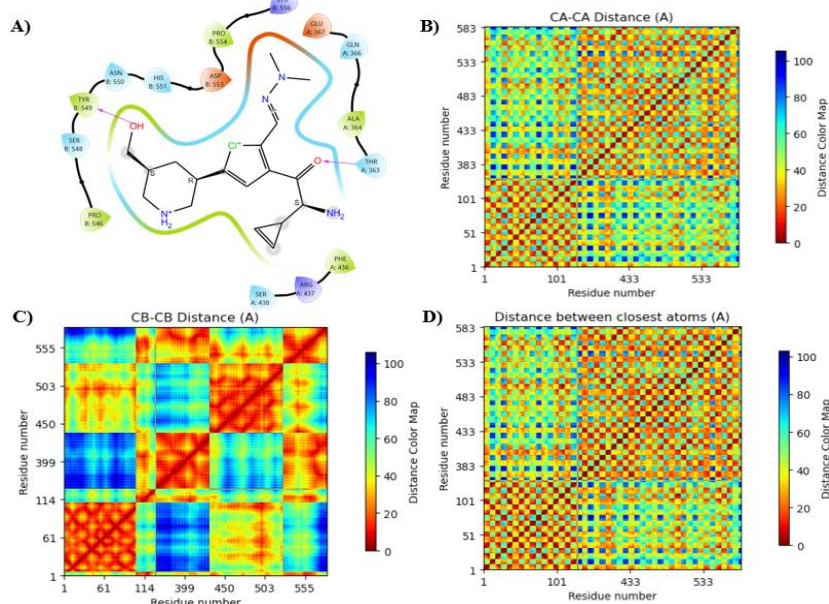 A)
B: 556
PRO
B: 554
GLU
A: 367
GLN
A: 366
ASN
B: 550
HIS
B: 551
ASP
B: 553
TYR
B: 549
ALA
A: 364
SER
B: 548
THR
A: 363
PRO
B: 546
PHE
A: 436
ARG
A: 437
SER
A: 438
OH
N
N
Cl+
O
S
R
S
NH2
N+
H2
B)
CA-CA Distance (A)
583
533
483
433
383
101
51
1
1 101 433 533
Residue number
Residue number
100
80
60
40
20
0
Distance Color Map
C)
CB-CB Distance (A)
555
503
450
399
114
61
1
1 61 114 399 450 503 555
Residue number
Residue number
100
80
60
40
20
0
Distance Color Map
D)
Distance between closest atoms (A)
583
533
483
433
383
101
51
1
1 101 433 533
Residue number
Residue number
100
80
60
40
20
0
Distance Color Map